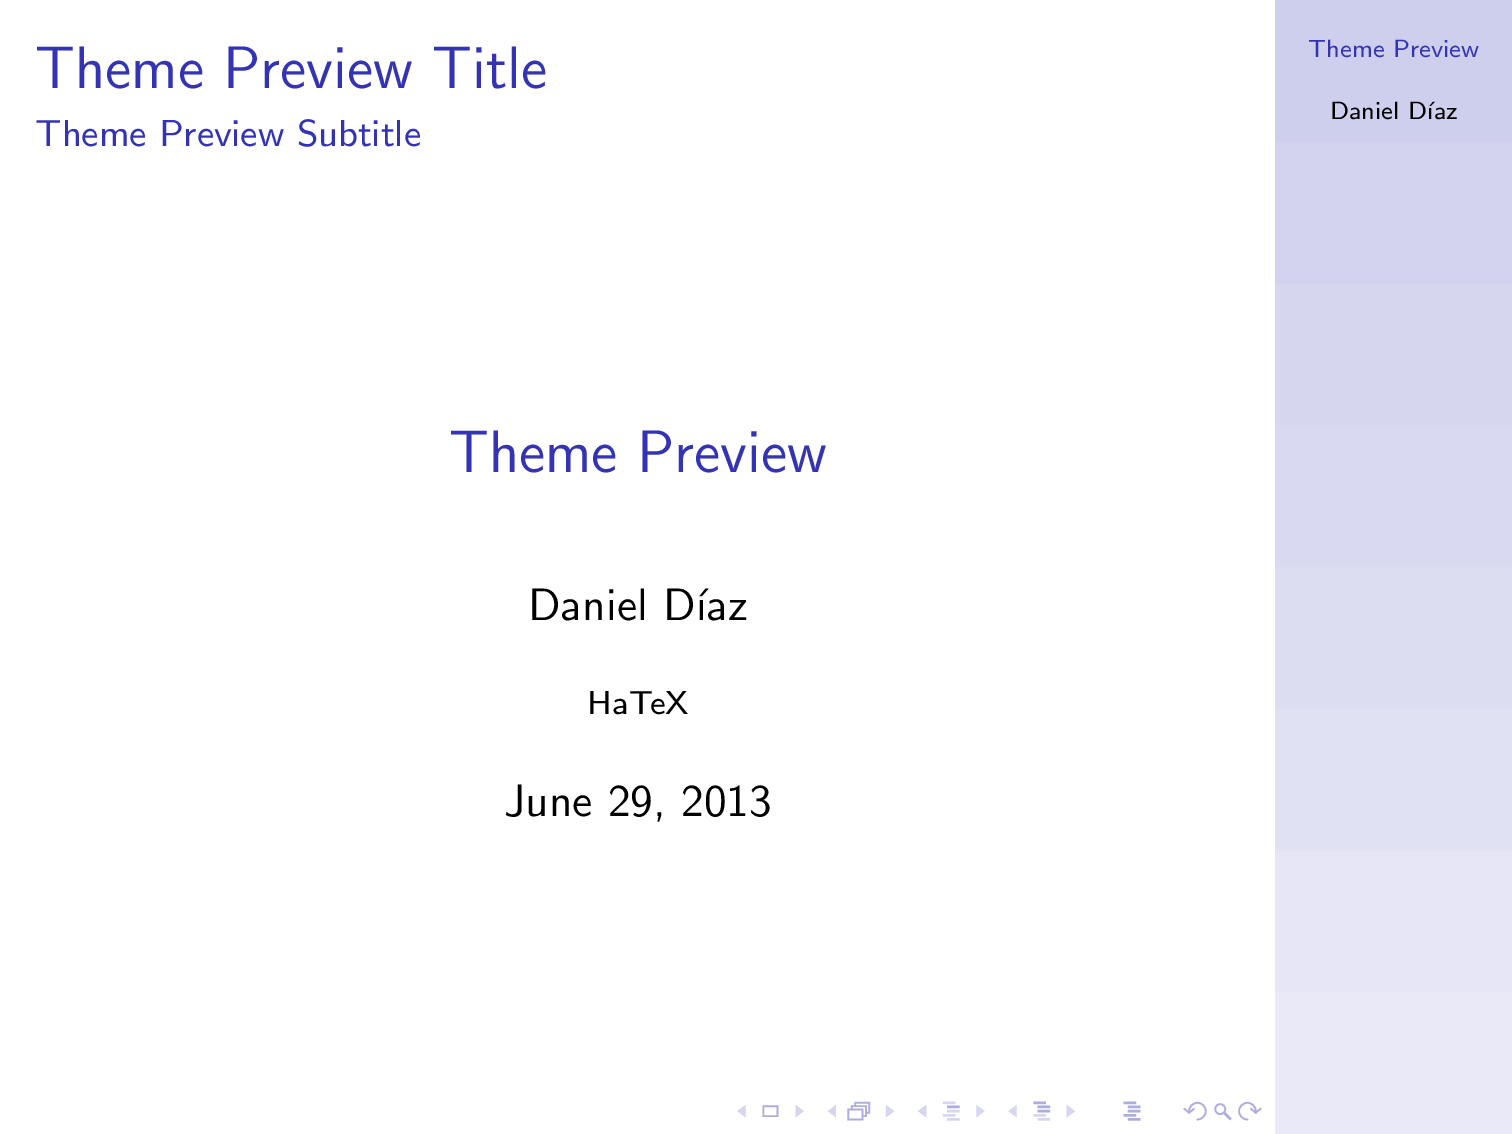 Theme Preview Title
Theme Preview Subtitle
Theme Preview
Daniel Díaz
HaTeX
June 29, 2013
Theme Preview
Daniel Díaz